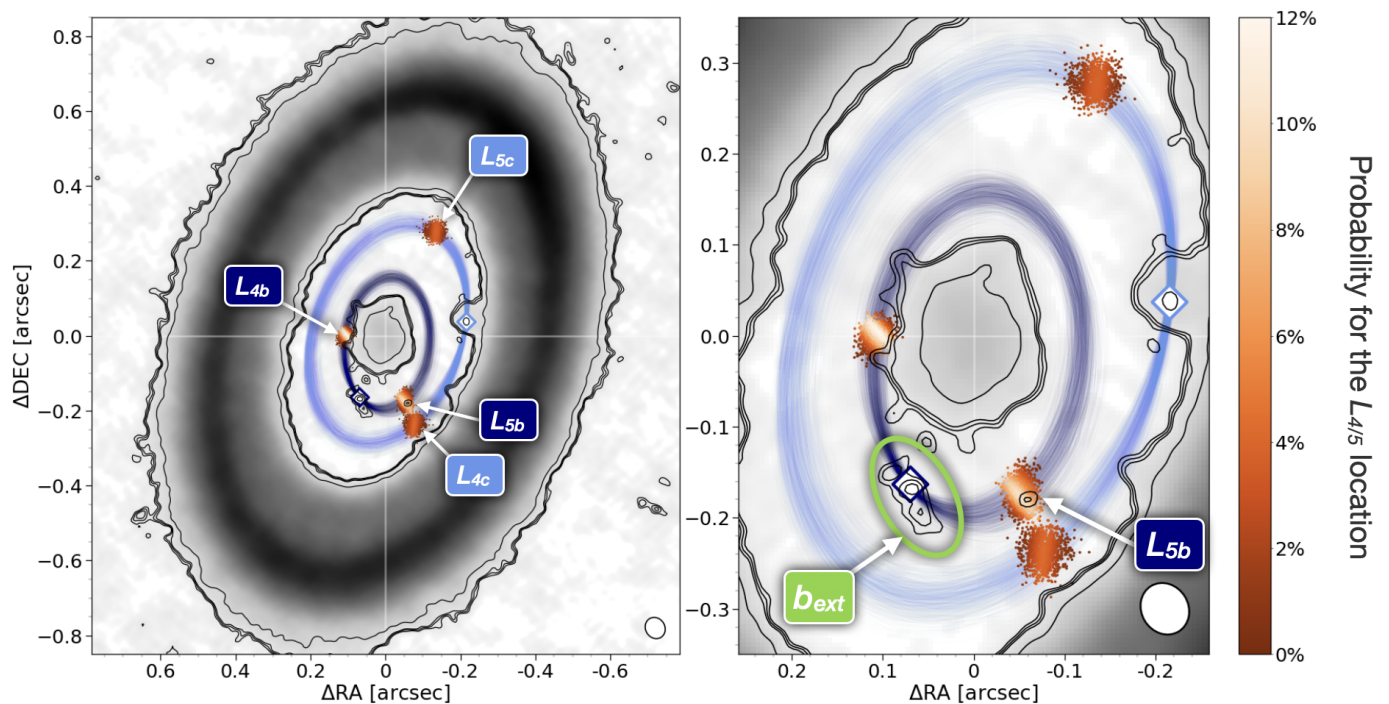 0.8
0.6
0.4
0.2
0.0
−0.2
−0.4
−0.6
−0.8
ΔDEC [arcsec]
0.6 0.4 0.2 0 -0.2 -0.4 -0.6
ΔRA [arcsec]
L5c
L4b
L5b
L4c
0.3
0.2
0.1
0.0
−0.1
−0.2
−0.3
0.2 0.1 0 -0.1 -0.2
ΔRA [arcsec]
bext
L5b
12%
10%
8%
6%
4%
2%
0%
Probability for the L4/5 location